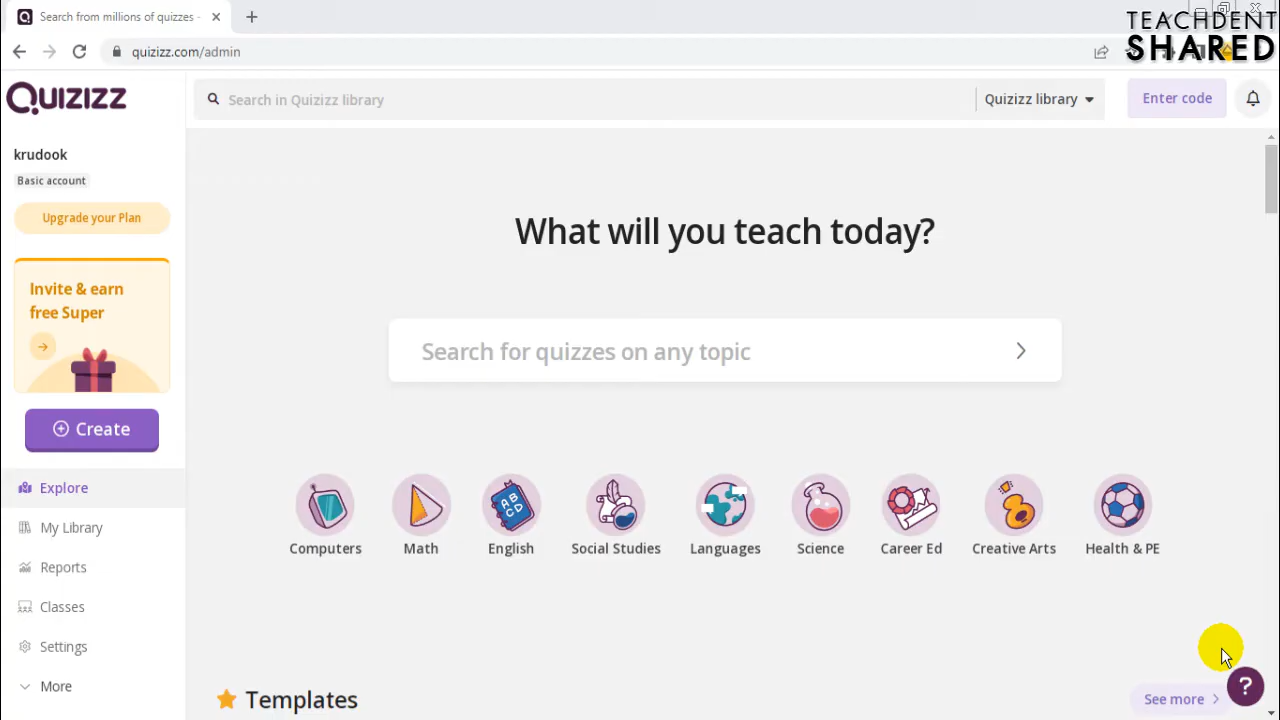 Search from millions of quizzes -
TEACHDENT
SHARED
quizizz.com/admin
QUIZIZZ
Search in Quizizz library
Quizizz library
Enter code
krudook
Basic account
Upgrade your Plan
Invite & earn
free Super
Create
Explore
My Library
Reports
Classes
Settings
More
What will you teach today?
Search for quizzes on any topic
ABCD
Computers
Math
English
Social Studies
Languages
Science
Career Ed
Creative Arts
Health & PE
Templates
See more
?